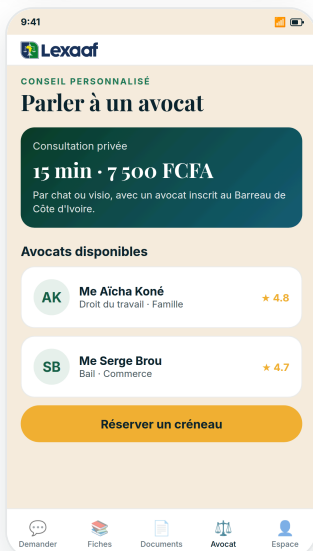 9:41
Lexaaf
CONSEIL PERSONNALISÉ
Parler à un avocat
Consultation privée
15 min · 7 500 FCFA
Par chat ou visio, avec un avocat inscrit au Barreau de
Côte d'Ivoire.
Avocats disponibles
AK
Me Aïcha Koné
Droit du travail · Famille
★ 4.8
SB
Me Serge Brou
Bail · Commerce
★ 4.7
Réserver un créneau
Demander
Fiches
Documents
Avocat
Espace